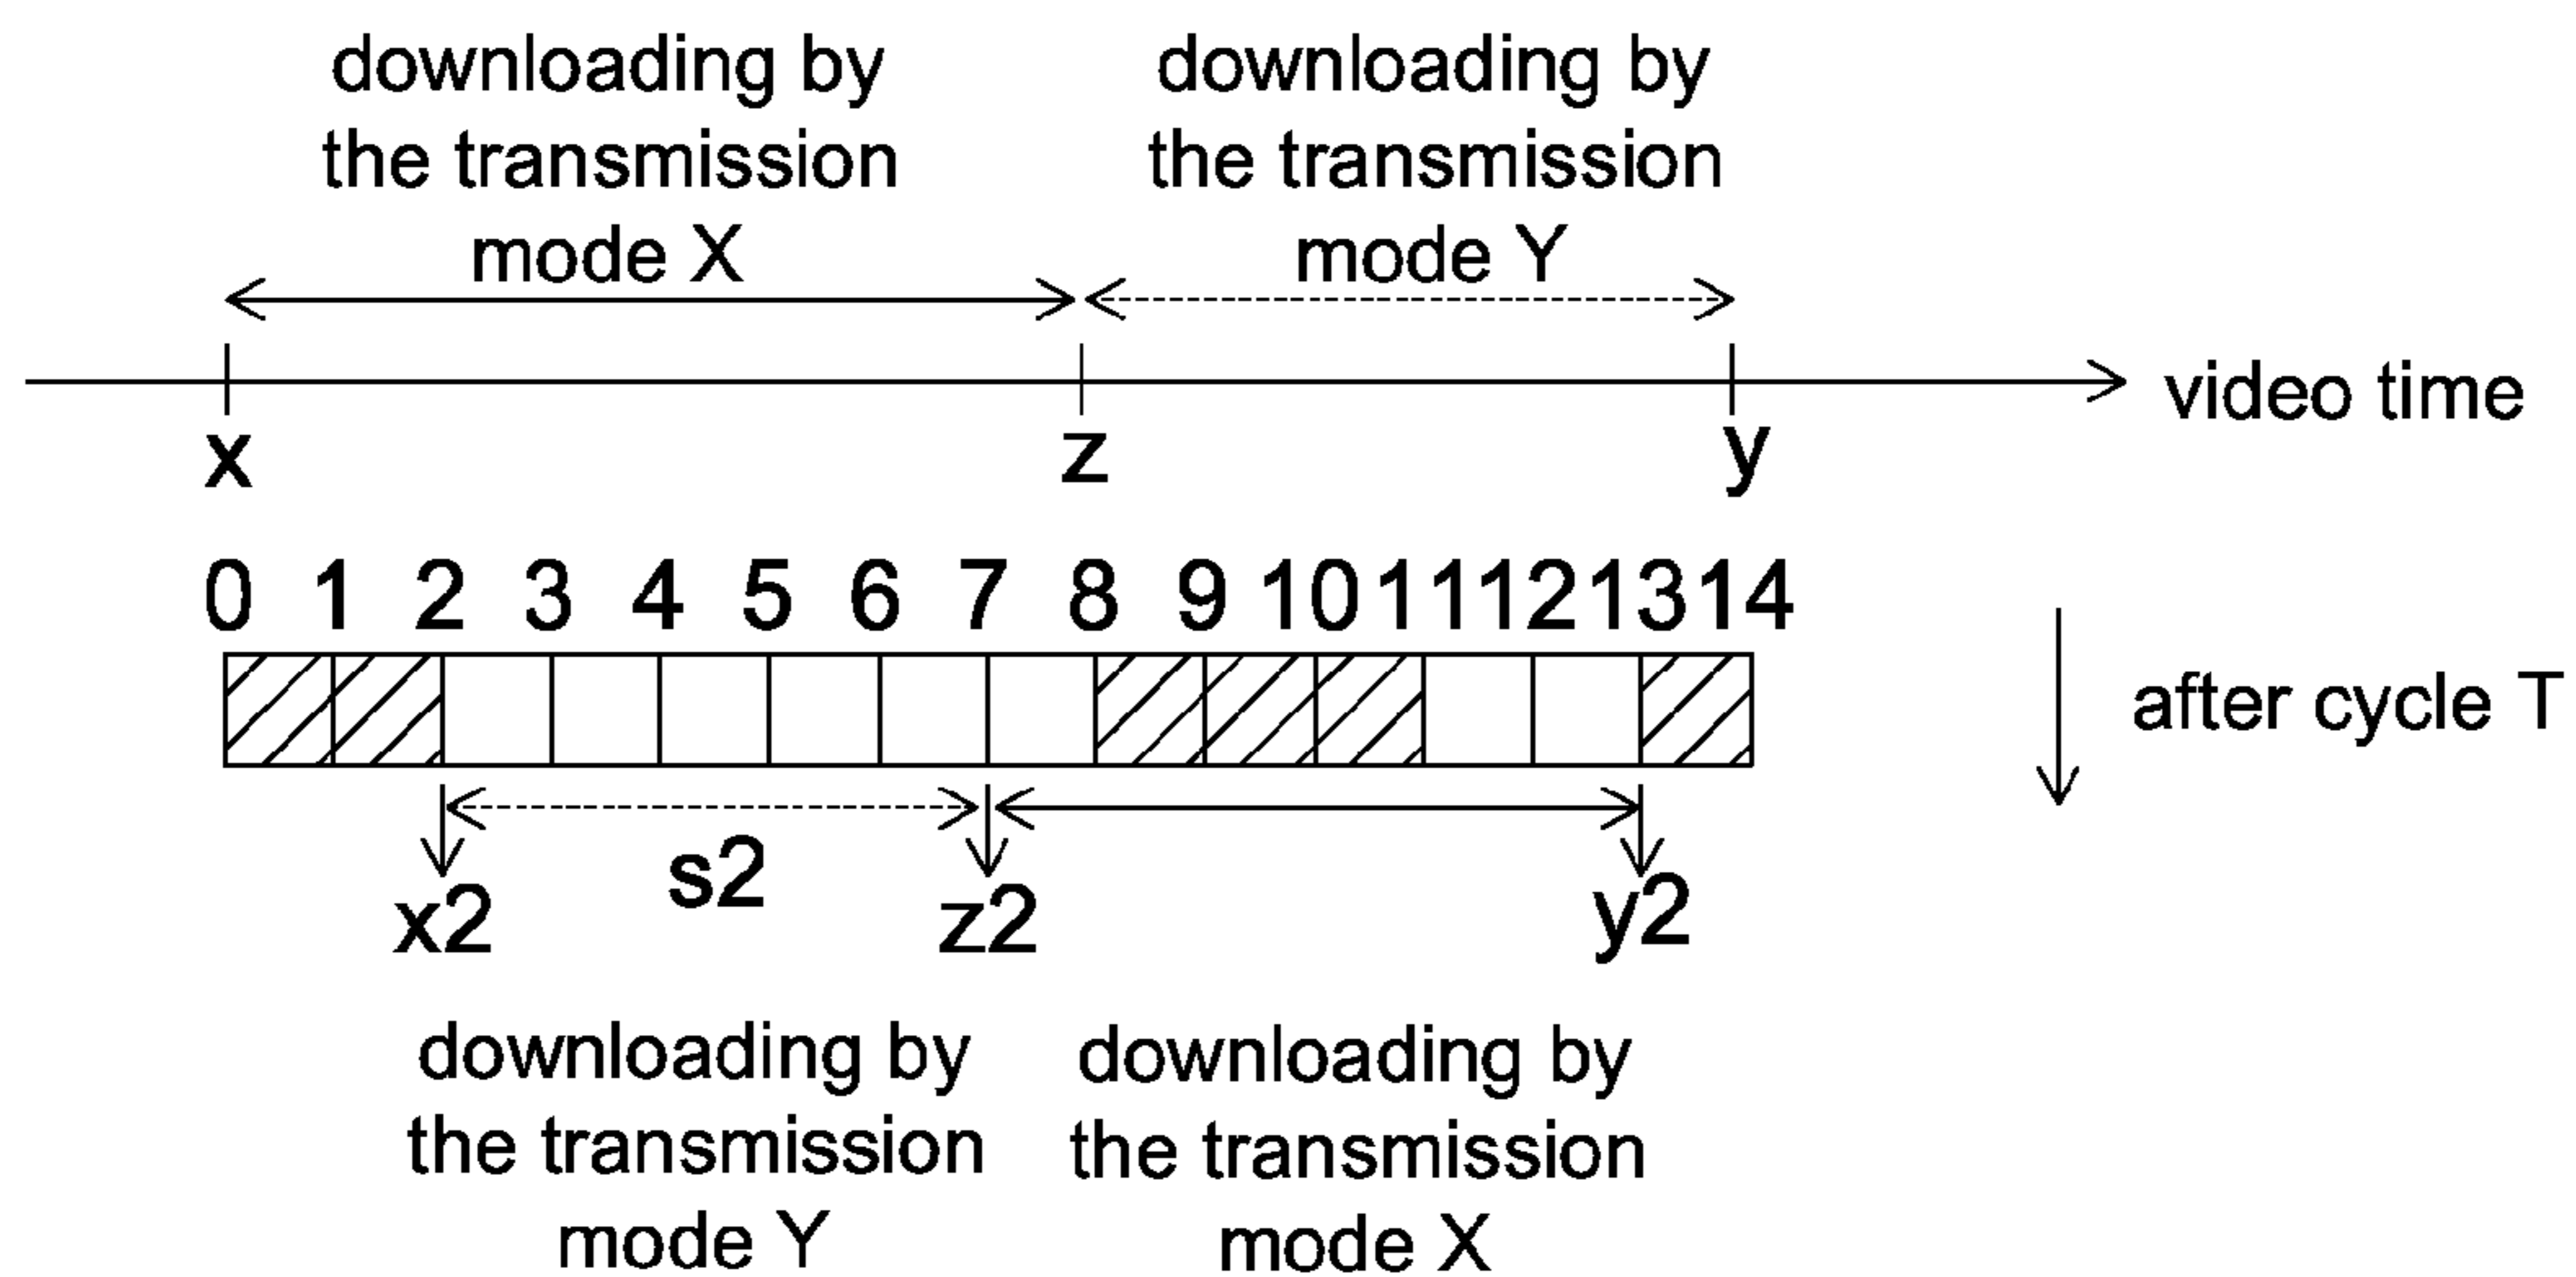 downloading by
the transmission
mode X
downloading by
the transmission
mode Y
video time
x
z
y
0 1 2 3 4 5 6 7 8 9 10 11 12 13 14
after cycle T
s2
x2
z2
y2
downloading by
the transmission
mode Y
downloading by
the transmission
mode X